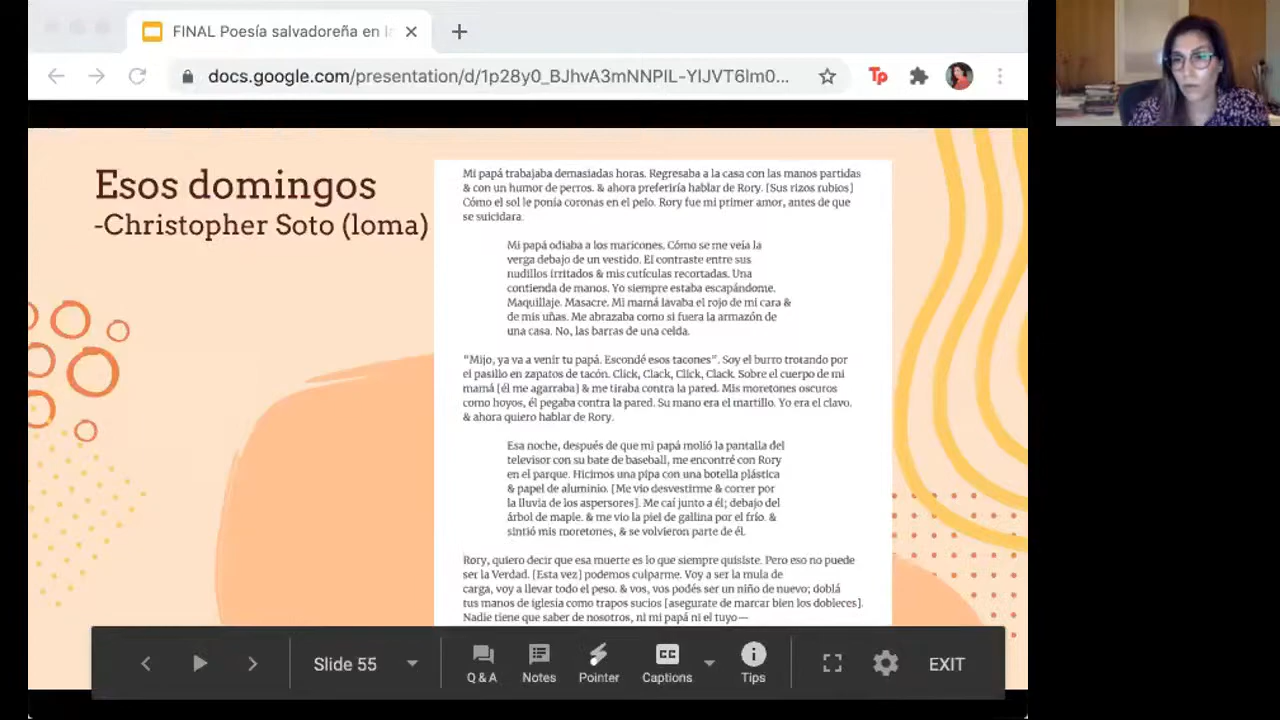 FINAL Poesía salvadoreña en la
docs.google.com/presentation/d/1p28y0_BJhvA3mNNPIL-YIJVT6lm0...
Tp
Esos domingos
-Christopher Soto (loma)
Mi papá trabajaba demasiadas horas. Regresaba a la casa con las manos partidas
& con un humor de perros. & ahora preferiría hablar de Rory. [Sus rizos rubios]
Cómo el sol le ponía coronas en el pelo. Rory fue mi primer amor, antes de que
se suicidara.
Mi papá odiaba a los maricones. Cómo se me veía la
verga debajo de un vestido. El contraste entre sus
nudillos irritados & mis cutículas recortadas. Una
contienda de manos. Yo siempre estaba escapándome.
Maquillaje. Masacre. Mi mamá lavaba el rojo de mi cara &
de mis uñas. Me abrazaba como si fuera la armazón de
una casa. No, las barras de una celda.
"Mijo, ya va a venir tu papá. Escondé esos tacones". Soy el burro trotando por
el pasillo en zapatos de tacón. Click, Clack, Click, Clack. Sobre el cuerpo de mi
mamá [él me agarraba] & me tiraba contra la pared. Mis moretones oscuros
como hoyos, él pegaba contra la pared. Su mano era el martillo. Yo era el clavo.
& ahora quiero hablar de Rory.
Esa noche, después de que mi papá molió la pantalla del
televisor con su bate de baseball, me encontré con Rory
en el parque. Hicimos una pipa con una botella plástica
& papel de aluminio. [Me vio desvestirme & correr por
la lluvia de los aspersores]. Me caí junto a él; debajo del
árbol de maple. & me vio la piel de gallina por el frío. &
sintió mis moretones, & se volvieron parte de él.
Rory, quiero decir que esa muerte es lo que siempre quisiste. Pero eso no puede
ser la Verdad. [Esta vez] podemos culparme. Voy a ser la mula de
carga, voy a llevar todo el peso. & vos, vos podés ser un niño de nuevo; doblá
tus manos de iglesia como trapos sucios [asegurate de marcar bien los dobleces].
Nadie tiene que saber de nosotros, ni mi papá ni el tuyo—
Slide 55
Q & A
Notes
Pointer
CC
Captions
Tips
EXIT